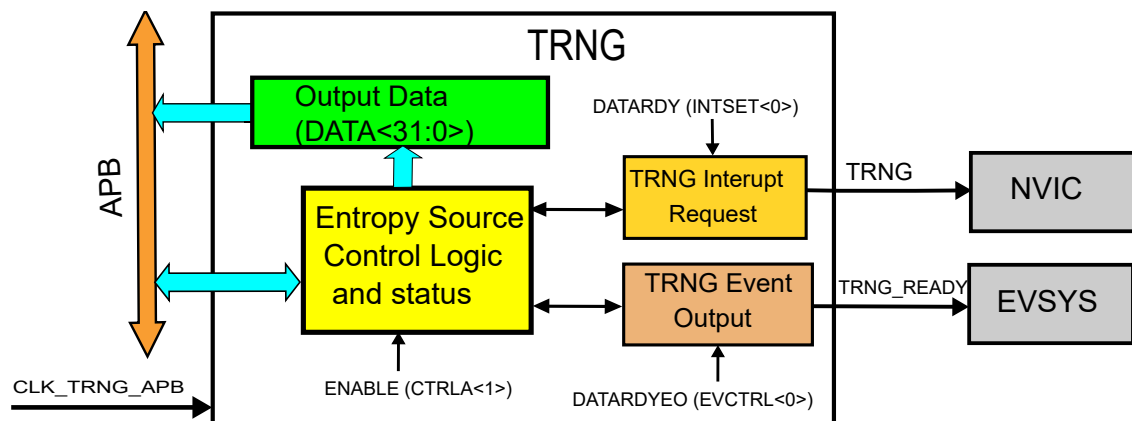 TRNG
Output Data
(DATA<31:0>)
DATARDY (INTSET<0>)
APB
TRNG Interupt
Request
TRNG
NVIC
Entropy Source
Control Logic
and status
TRNG Event
Output
TRNG_READY
EVSYS
CLK_TRNG_APB
ENABLE (CTRLA<1>)
DATARDYEO (EVCTRL<0>)